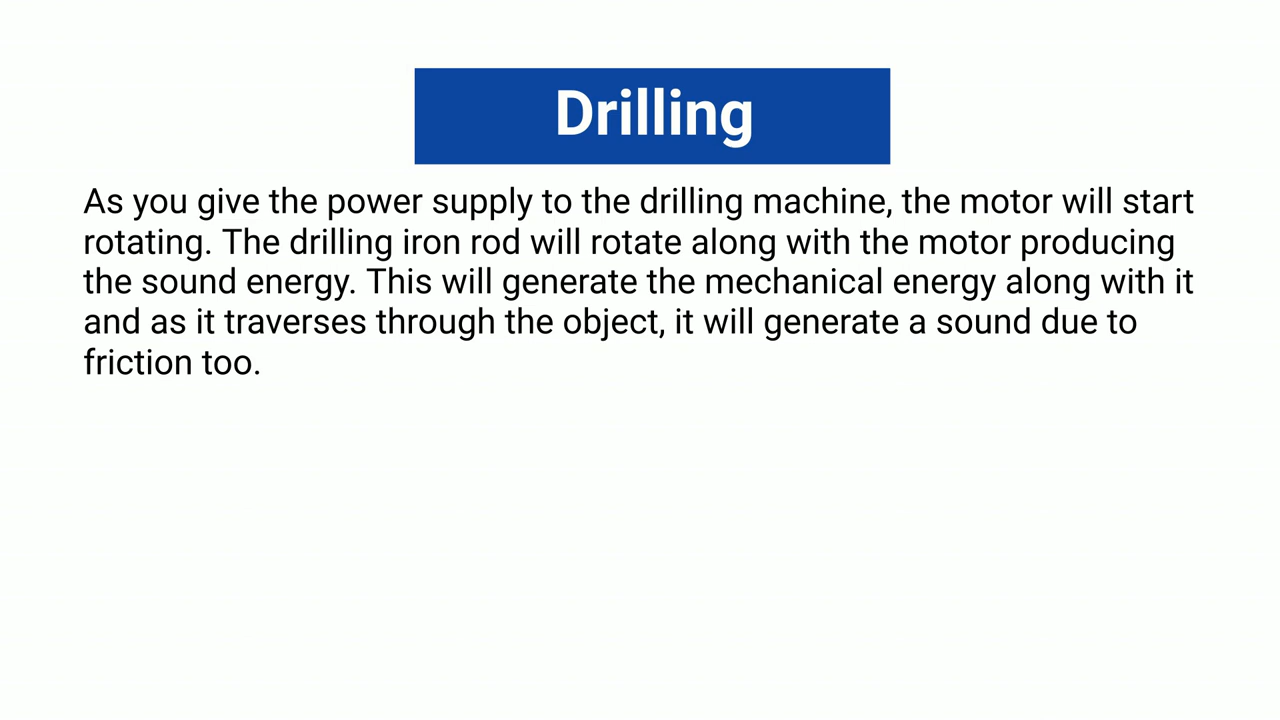 Drilling
As you give the power supply to the drilling machine, the motor will start
rotating. The drilling iron rod will rotate along with the motor producing
the sound energy. This will generate the mechanical energy along with it
and as it traverses through the object, it will generate a sound due to
friction too.